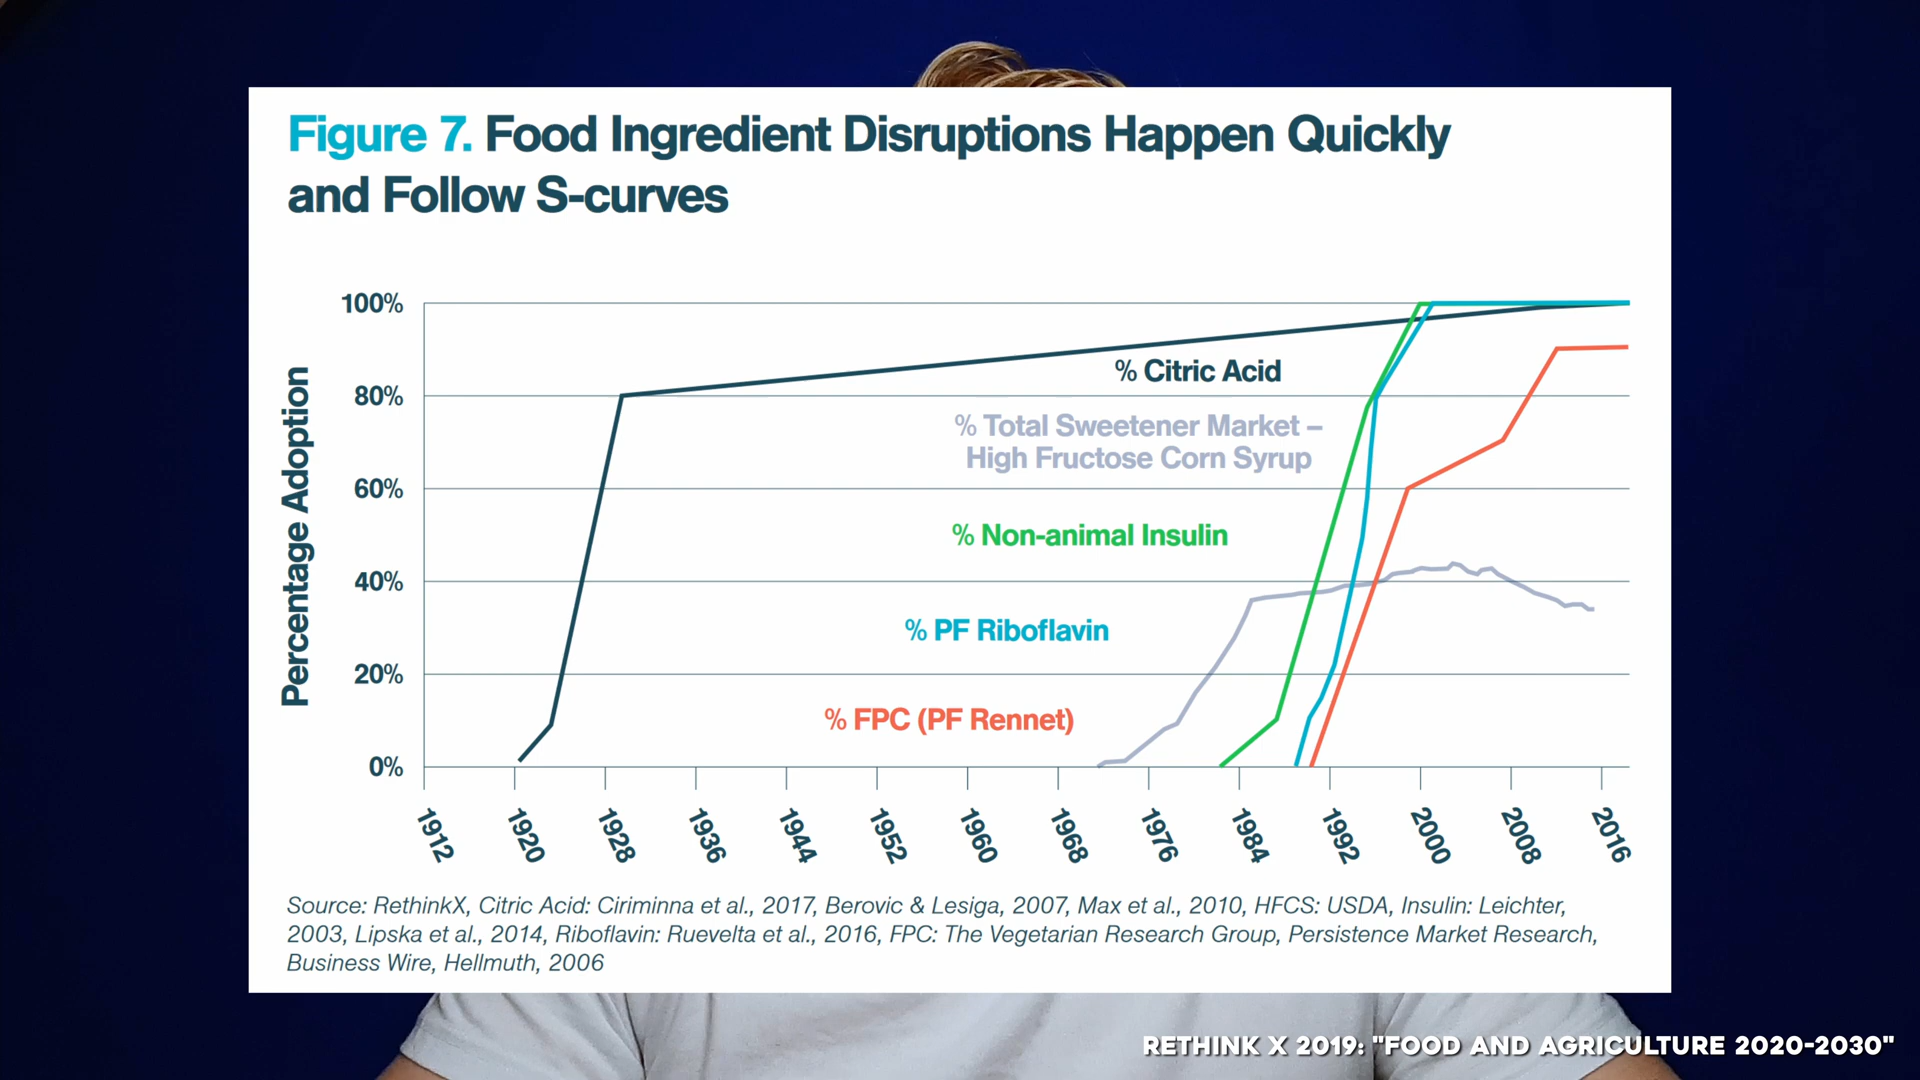 Figure 7. Food Ingredient Disruptions Happen Quickly
and Follow S-curves
Percentage Adoption
100%
80%
60%
40%
20%
0%
% Citric Acid
% Total Sweetener Market –
High Fructose Corn Syrup
% Non-animal Insulin
% PF Riboflavin
% FPC (PF Rennet)
1912
1920
1928
1936
1944
1952
1960
1968
1976
1984
1992
2000
2008
2016
Source: RethinkX, Citric Acid: Ciriminna et al., 2017, Berovic & Lesiga, 2007, Max et al., 2010, HFCS: USDA, Insulin: Leichter,
2003, Lipska et al., 2014, Riboflavin: Ruevelta et al., 2016, FPC: The Vegetarian Research Group, Persistence Market Research,
Business Wire, Hellmuth, 2006
RETHINK X 2019: "FOOD AND AGRICULTURE 2020-2030"